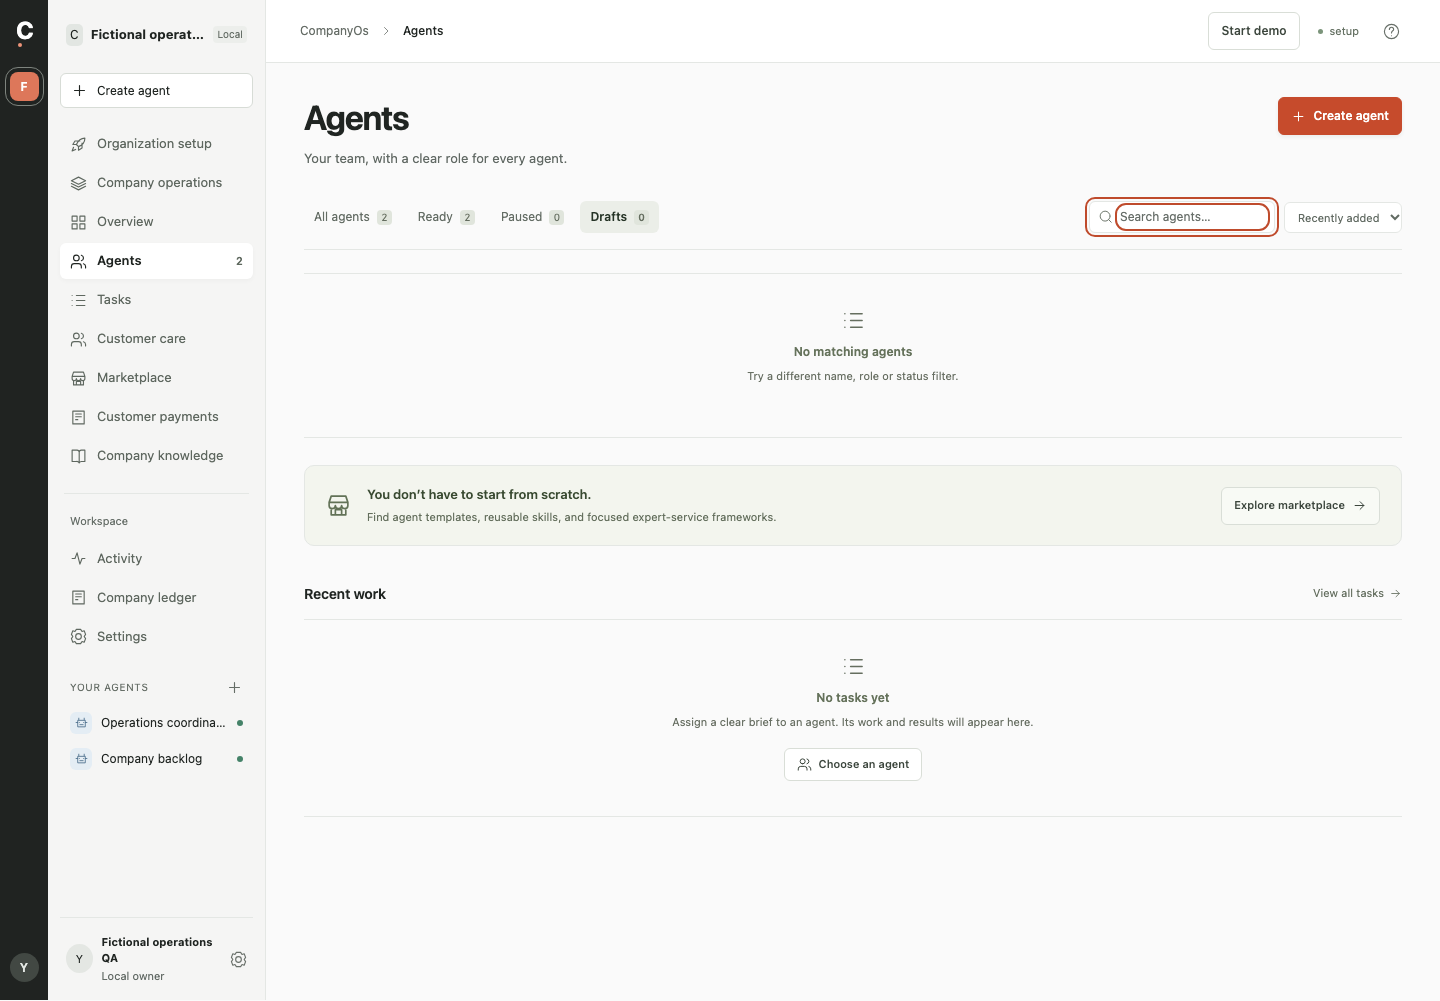 C
F
C Fictional operat... Local
Create agent
Organization setup
Company operations
Overview
Agents 2
Tasks
Customer care
Marketplace
Customer payments
Company knowledge
Workspace
Activity
Company ledger
Settings
YOUR AGENTS
Operations coordina...
Company backlog
Y
Y
Fictional operations
QA
Local owner
CompanyOs > Agents
Start demo
setup
?
Agents
Create agent
Your team, with a clear role for every agent.
All agents 2
Ready 2
Paused 0
Drafts 0
Search agents...
Recently added
No matching agents
Try a different name, role or status filter.
You don’t have to start from scratch.
Find agent templates, reusable skills, and focused expert-service frameworks.
Explore marketplace →
Recent work
View all tasks →
No tasks yet
Assign a clear brief to an agent. Its work and results will appear here.
Choose an agent